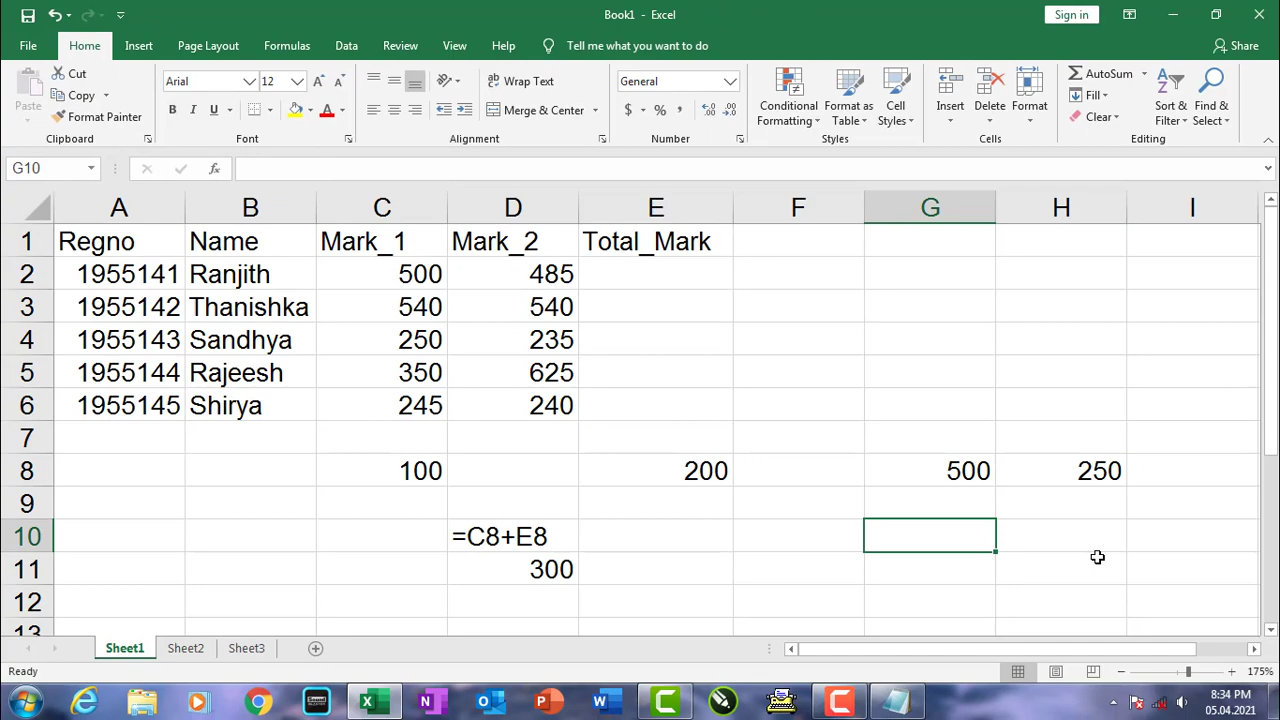 Book1 - Excel
Sign in
File Home Insert Page Layout Formulas Data Review View Help Tell me what you want to do Share
Paste
Cut
Copy
Format Painter
Clipboard
Arial 12
B I U
Font
Wrap Text
Merge & Center
Alignment
General
$ % ,
Number
Conditional Formatting
Format as Table
Cell Styles
Styles
Insert Delete Format
Cells
AutoSum
Fill
Clear
Sort & Filter
Find & Select
Editing
G10 fx
A B C D E F G H I
1 Regno Name Mark_1 Mark_2 Total_Mark
2 1955141 Ranjith 500 485
3 1955142 Thanishka 540 540
4 1955143 Sandhya 250 235
5 1955144 Rajeesh 350 625
6 1955145 Shirya 245 240
7
8 100 200 500 250
9
10 =C8+E8
11 300
12
13
Sheet1 Sheet2 Sheet3
Ready 175%
8:34 PM
05.04.2021